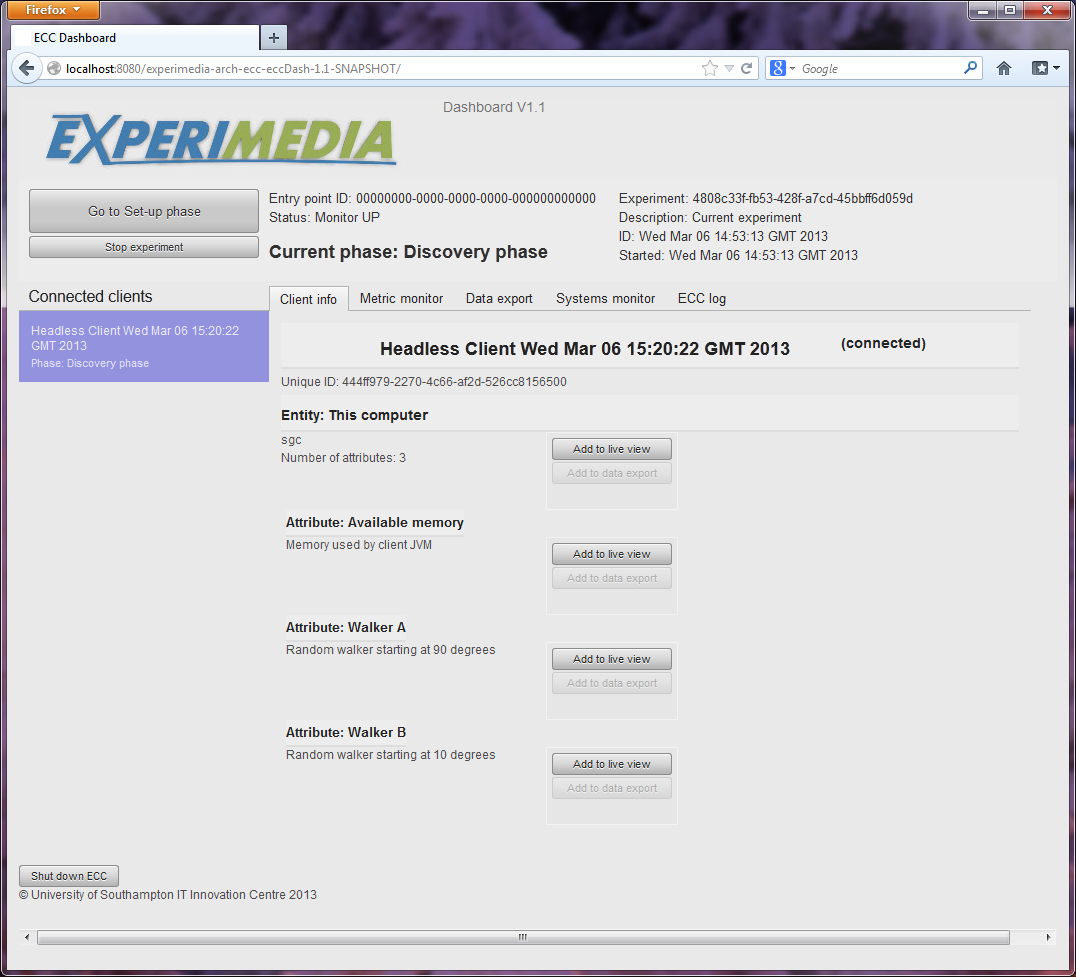 Firefox
ECC Dashboard
localhost:8080/experimedia-arch-ecc-eccDash-1.1-SNAPSHOT/
Google
Dashboard V1.1
EXPERIMEDIA
Go to Set-up phase
Stop experiment
Entry point ID: 00000000-0000-0000-0000-000000000000
Status: Monitor UP
Current phase: Discovery phase
Experiment: 4808c33f-fb53-428f-a7cd-45bbff6d059d
Description: Current experiment
ID: Wed Mar 06 14:53:13 GMT 2013
Started: Wed Mar 06 14:53:13 GMT 2013
Connected clients
Headless Client Wed Mar 06 15:20:22
GMT 2013
Phase: Discovery phase
Client info
Metric monitor
Data export
Systems monitor
ECC log
Headless Client Wed Mar 06 15:20:22 GMT 2013
(connected)
Unique ID: 444ff979-2270-4c66-af2d-526cc8156500
Entity: This computer
sgc
Number of attributes: 3
Add to live view
Add to data export
Attribute: Available memory
Memory used by client JVM
Add to live view
Add to data export
Attribute: Walker A
Random walker starting at 90 degrees
Add to live view
Add to data export
Attribute: Walker B
Random walker starting at 10 degrees
Add to live view
Add to data export
Shut down ECC
© University of Southampton IT Innovation Centre 2013